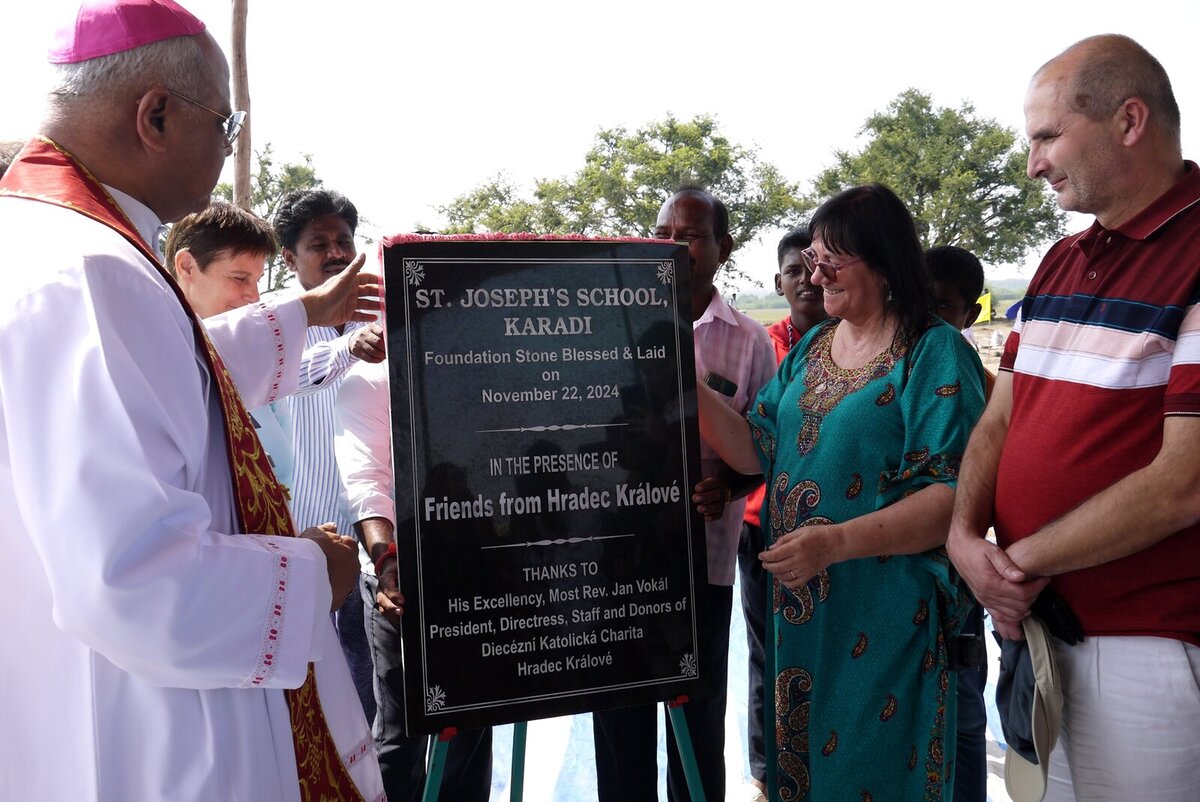 ST. JOSEPH'S SCHOOL,
KARADI
Foundation Stone Blessed & Laid
on
November 22, 2024
IN THE PRESENCE OF
Friends from Hradec Králové
THANKS TO
His Excellency, Most Rev. Jan Vokál
President, Directress, Staff and Donors of
Diecézní Katolická Charita
Hradec Králové